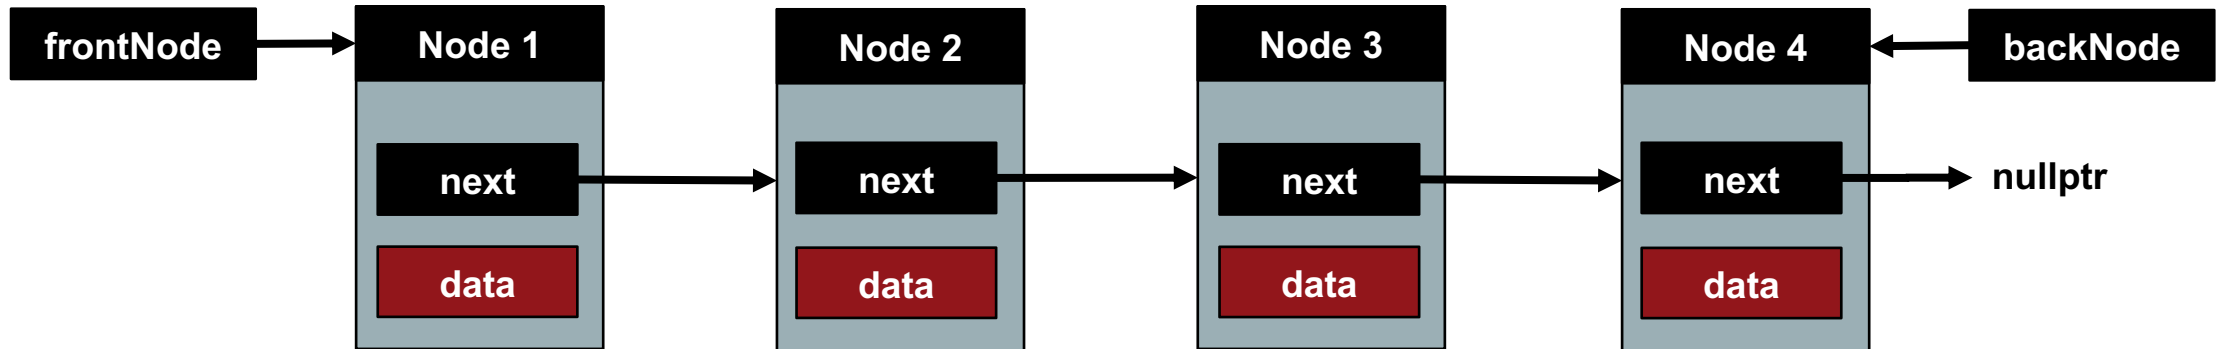 frontNode
Node 1
Node 2
Node 3
Node 4
backNode
next
next
next
next
nullptr
data
data
data
data